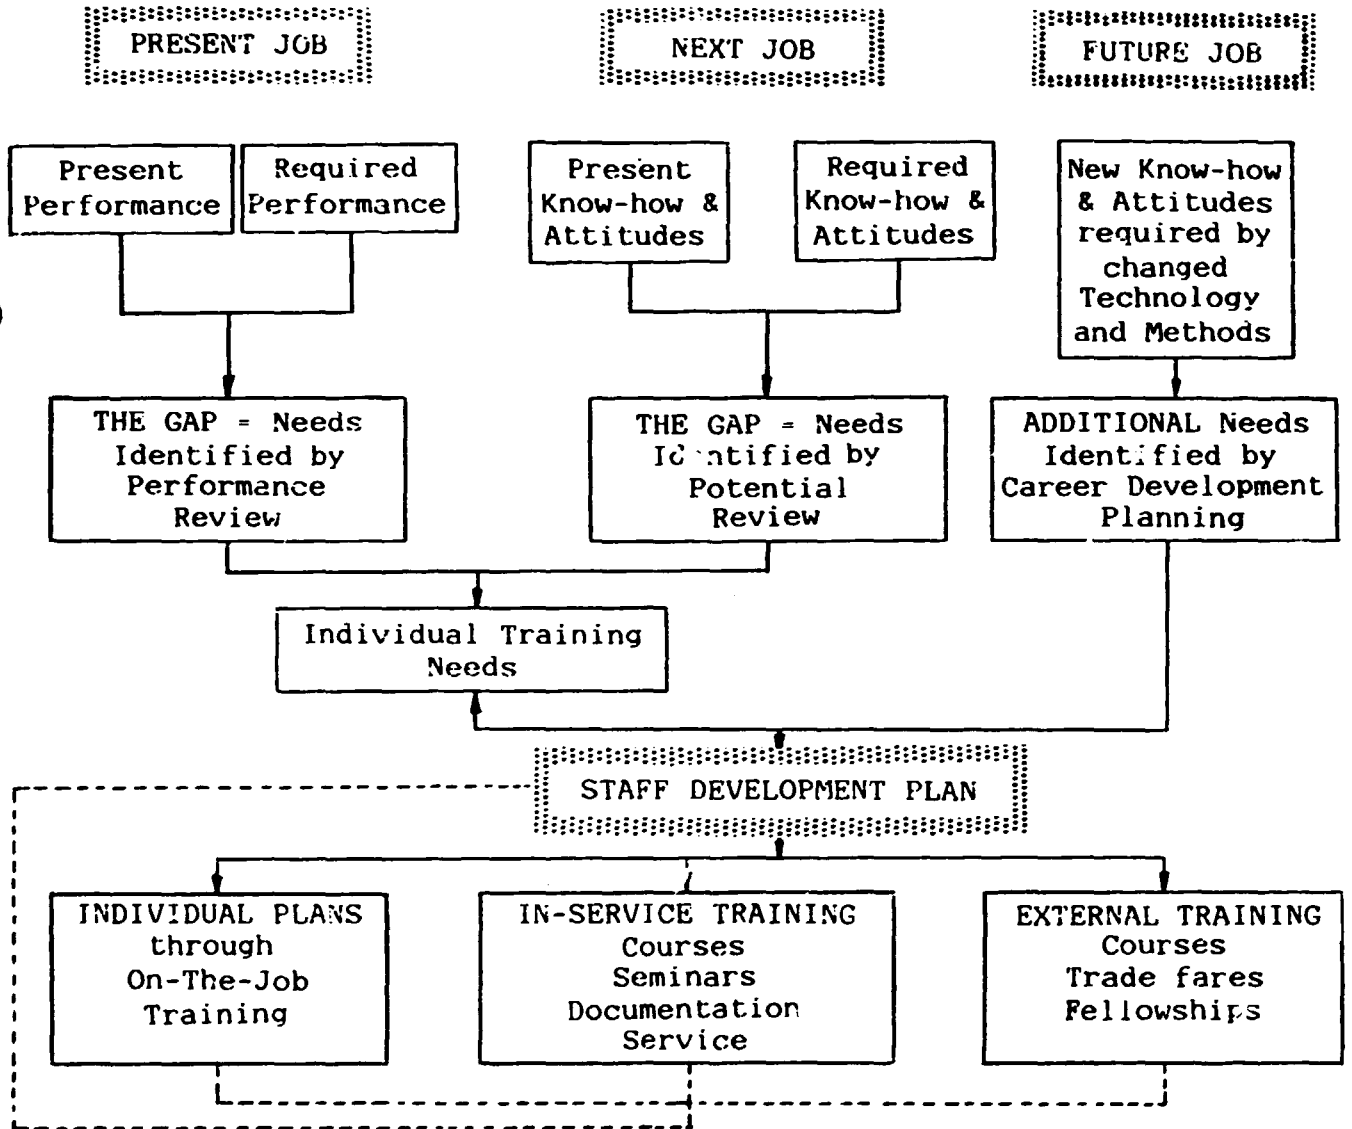 PRESENT JOB
NEXT JOB
FUTURE JOB
Present
Performance
Required
Performance
Present
Know-how &
Attitudes
Required
Know-how &
Attitudes
New Know-how
& Attitudes
required by
changed
Technology
and Methods
THE GAP = Needs
Identified by
Performance
Review
THE GAP = Needs
Identified by
Potential
Review
ADDITIONAL Needs
Identified by
Career Development
Planning
Individual Training
Needs
STAFF DEVELOPMENT PLAN
INDIVIDUAL PLANS
through
On-The-Job
Training
IN-SERVICE TRAINING
Courses
Seminars
Documentation
Service
EXTERNAL TRAINING
Courses
Trade fares
Fellowships